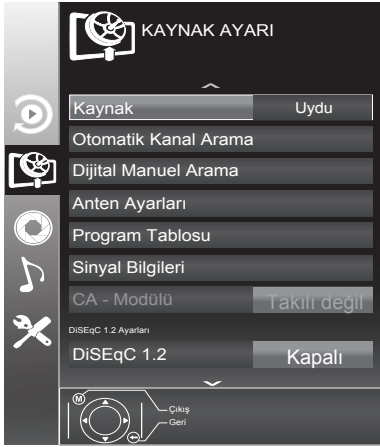 KAYNAK AYARI
Kaynak Uydu
Otomatik Kanal Arama
Dijital Manuel Arama
Anten Ayarları
Program Tablosu
Sinyal Bilgileri
CA - Modülü Takılı değil
DiSEqC 1.2 Ayarları
DiSEqC 1.2 Kapalı
M
Çıkış
Geri